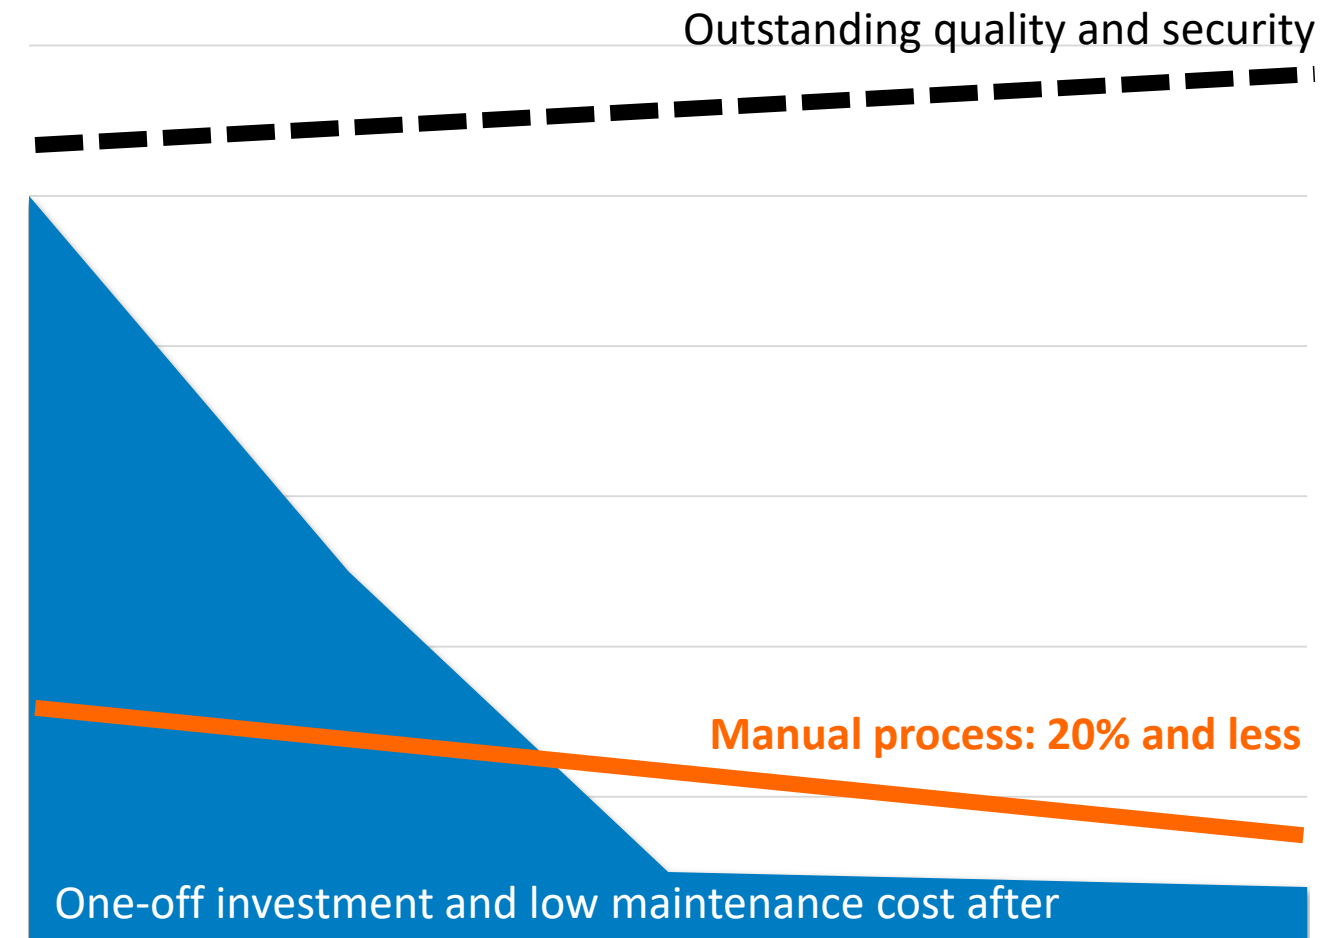 Outstanding quality and security
Manual process: 20% and less
One-off investment and low maintenance cost after